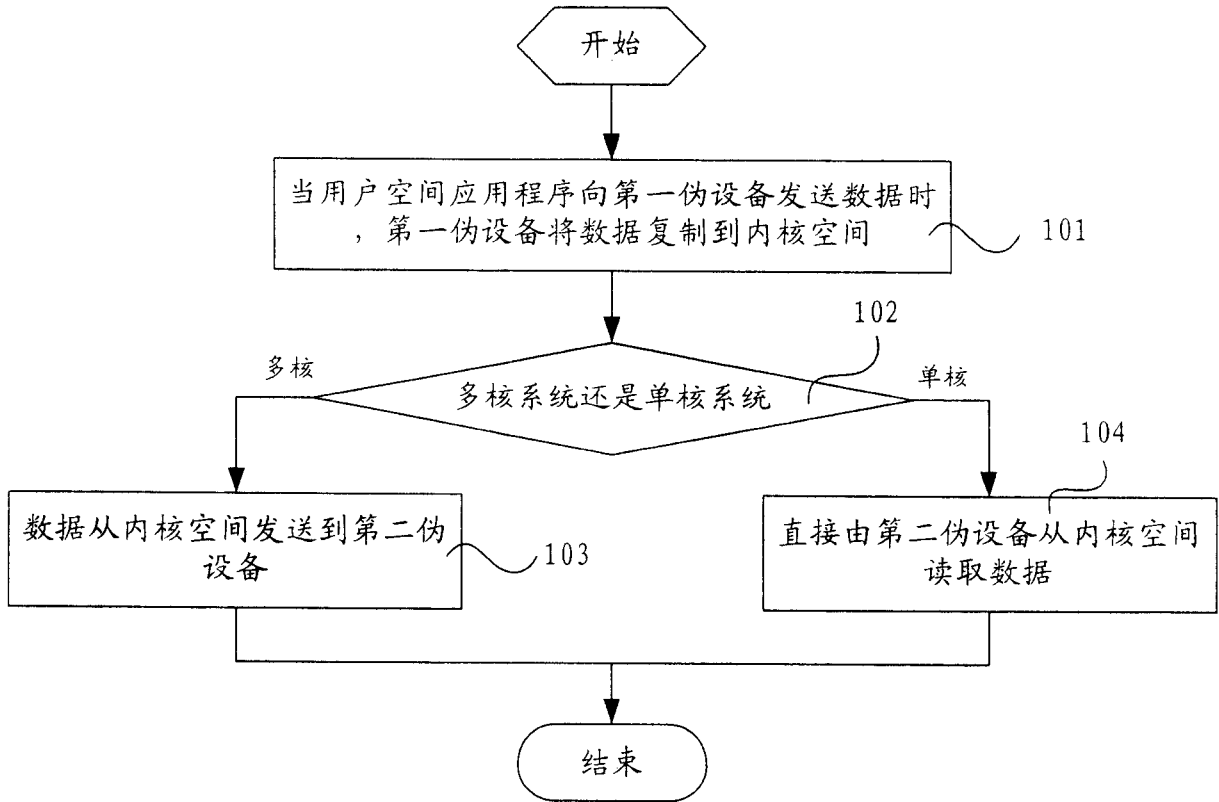 开始
当用户空间应用程序向第一伪设备发送数据时
，第一伪设备将数据复制到内核空间
101
102
多核
多核系统还是单核系统
单核
104
数据从内核空间发送到第二伪
设备
103
直接由第二伪设备从内核空间
读取数据
结束